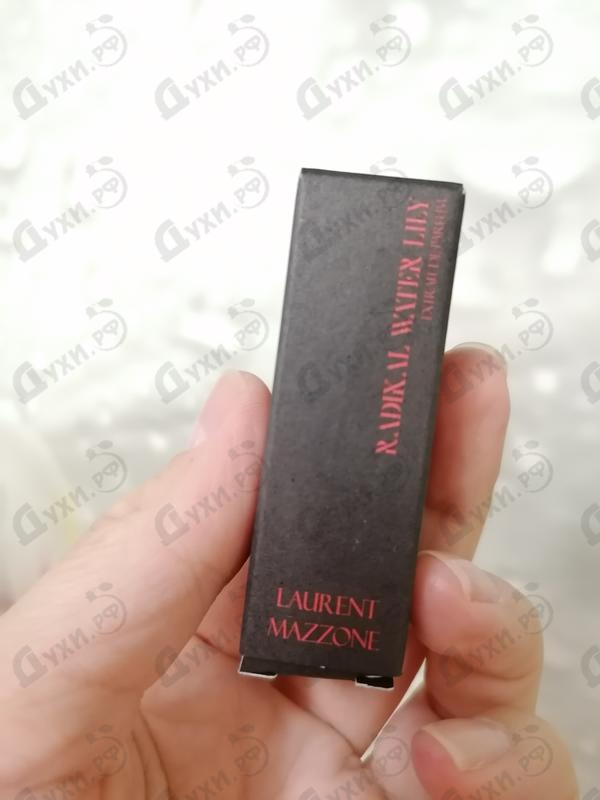 RADIKAL WATER LILY
EXTRAIT DE PARFUM
LAURENT
MAZZONE
Духи.РФ